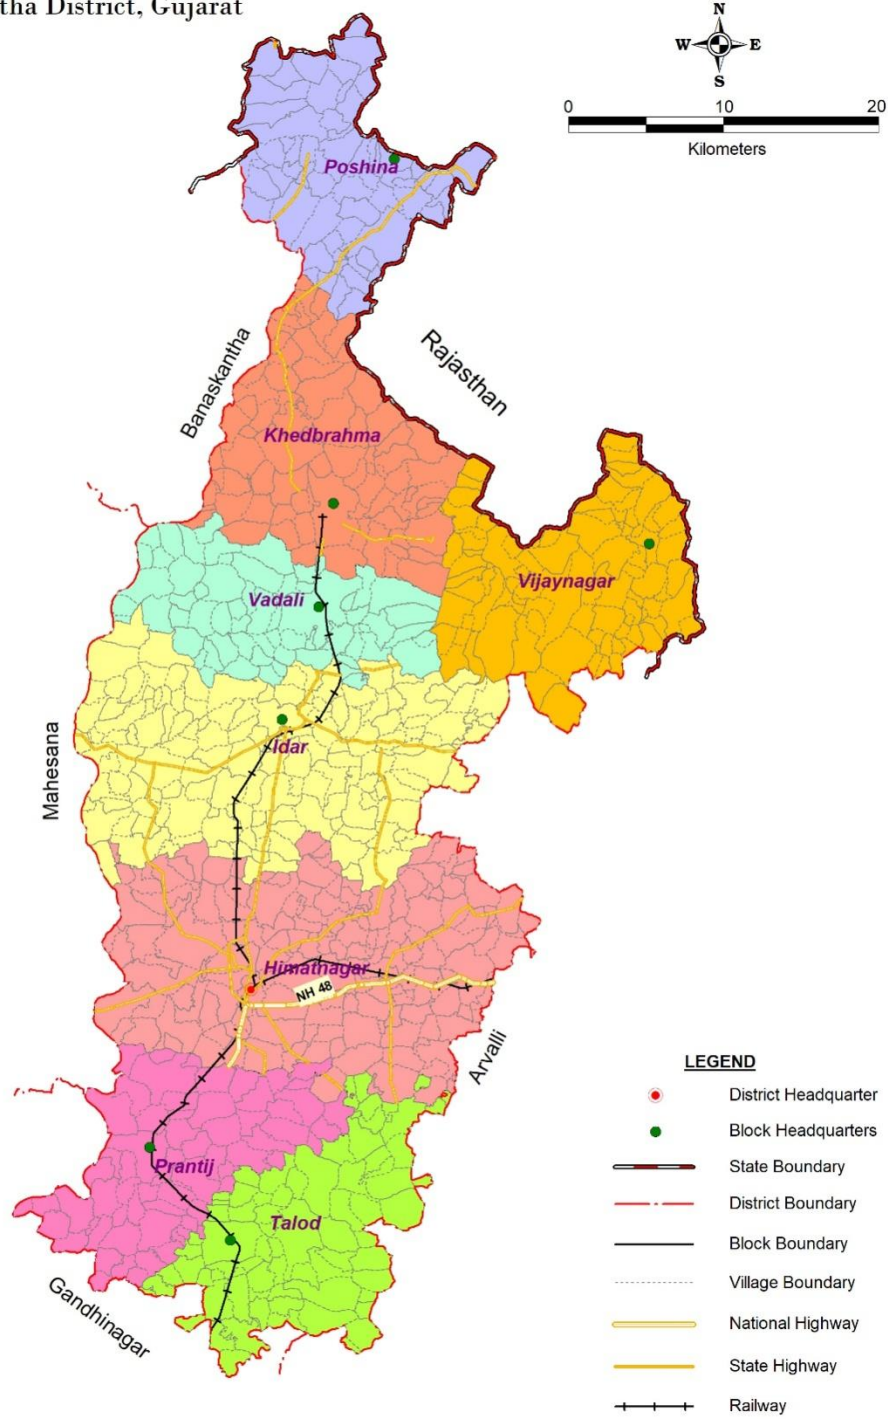 tha District, Gujarat
N
W E
S
0 10 20
Kilometers
Poshina
Rajasthan
Banaskantha
Khedbrahma
Vijaynagar
Vadali
Idar
Mahesana
Himatnagar
NH 48
Arvalli
Prantij
Talod
Gandhinagar
LEGEND
District Headquarter
Block Headquarters
State Boundary
District Boundary
Block Boundary
Village Boundary
National Highway
State Highway
Railway